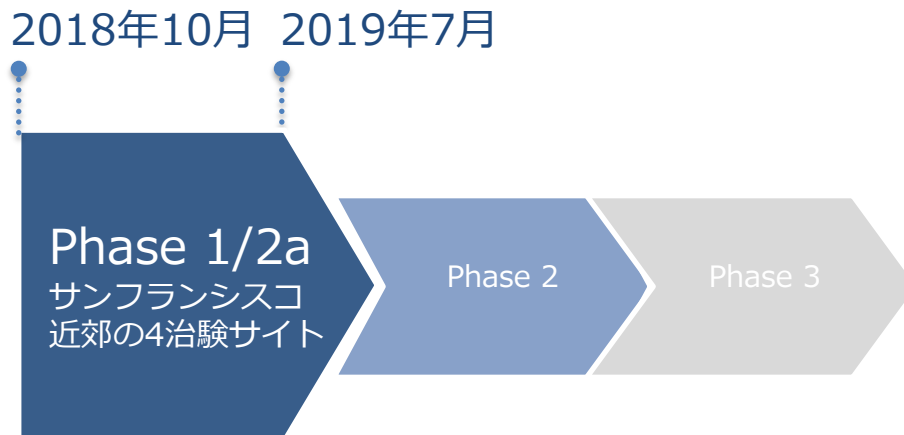 2018年10月 2019年7月
Phase 1/2a
サンフランシスコ
近郊の4治験サイト
Phase 2
Phase 3